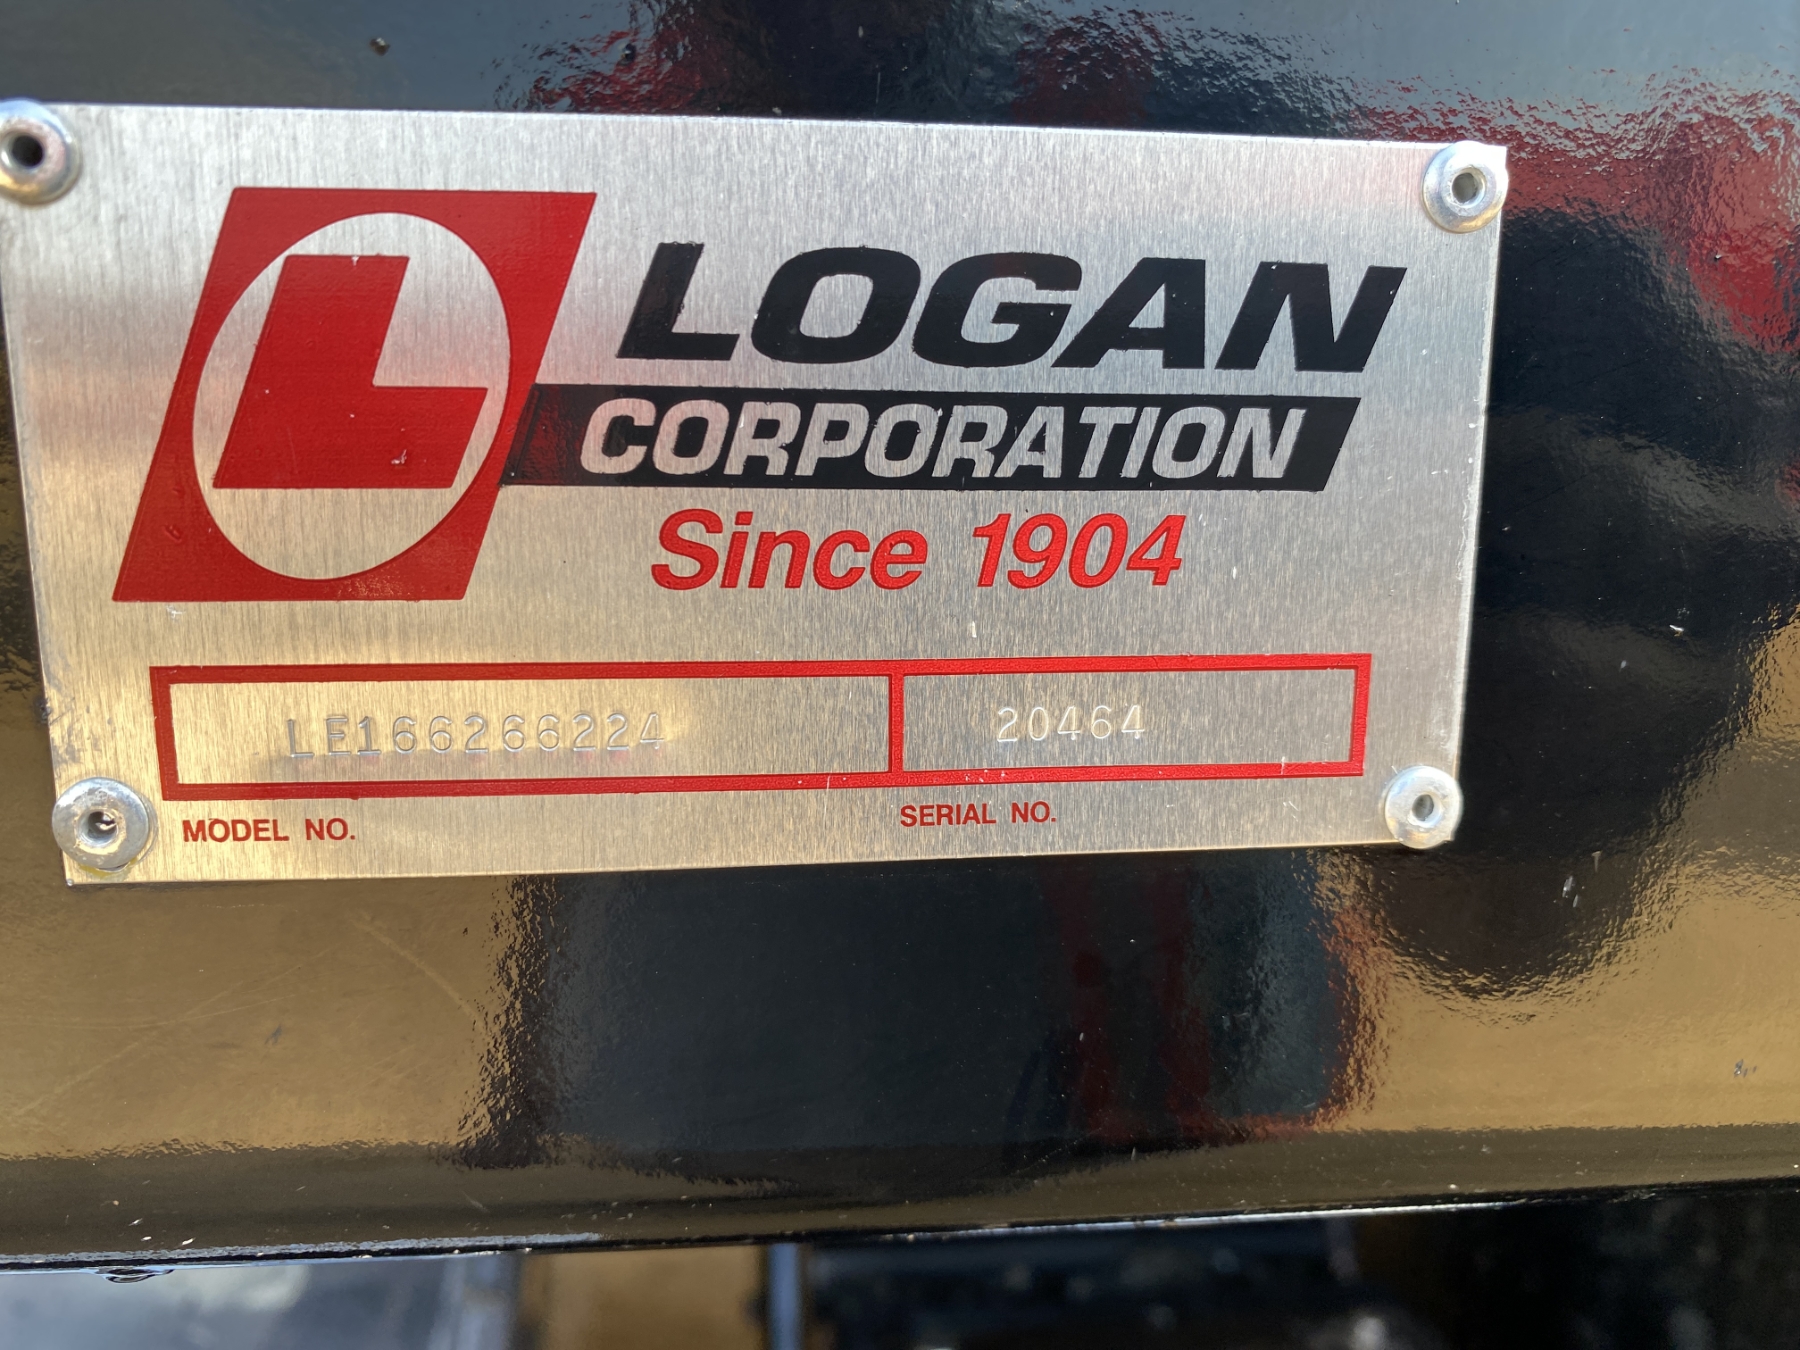 L
LOGAN
CORPORATION
Since 1904
LE166266224 20464
MODEL NO. SERIAL NO.